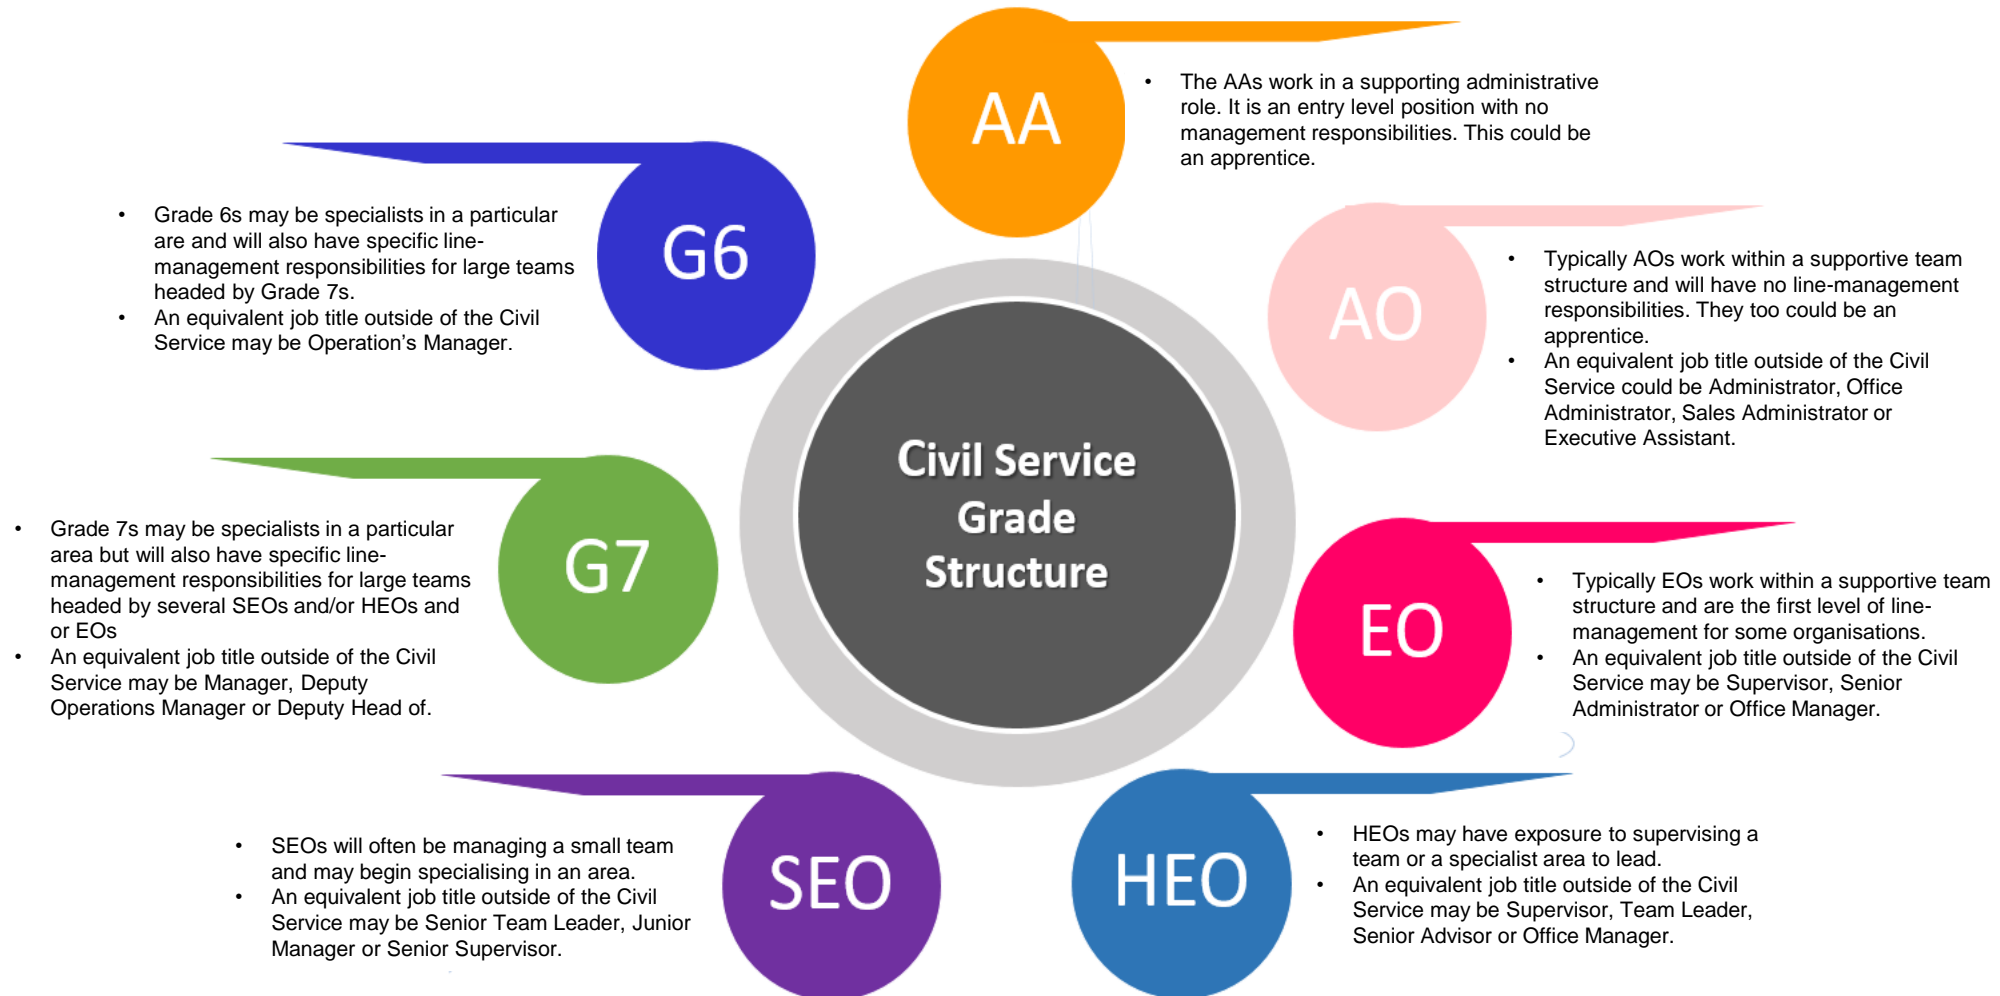 Civil Service
Grade
Structure
AA
• The AAs work in a supporting administrative
role. It is an entry level position with no
management responsibilities. This could be
an apprentice.
AO
• Typically AOs work within a supportive team
structure and will have no line-management
responsibilities. They too could be an
apprentice.
• An equivalent job title outside of the Civil
Service could be Administrator, Office
Administrator, Sales Administrator or
Executive Assistant.
EO
• Typically EOs work within a supportive team
structure and are the first level of line-
management for some organisations.
• An equivalent job title outside of the Civil
Service may be Supervisor, Senior
Administrator or Office Manager.
HEO
• HEOs may have exposure to supervising a
team or a specialist area to lead.
• An equivalent job title outside of the Civil
Service may be Supervisor, Team Leader,
Senior Advisor or Office Manager.
SEO
• SEOs will often be managing a small team
and may begin specialising in an area.
• An equivalent job title outside of the Civil
Service may be Senior Team Leader, Junior
Manager or Senior Supervisor.
G7
• Grade 7s may be specialists in a particular
area but will also have specific line-
management responsibilities for large teams
headed by several SEOs and/or HEOs and
or EOs
• An equivalent job title outside of the Civil
Service may be Manager, Deputy
Operations Manager or Deputy Head of.
G6
• Grade 6s may be specialists in a particular
are and will also have specific line-
management responsibilities for large teams
headed by Grade 7s.
• An equivalent job title outside of the Civil
Service may be Operation’s Manager.